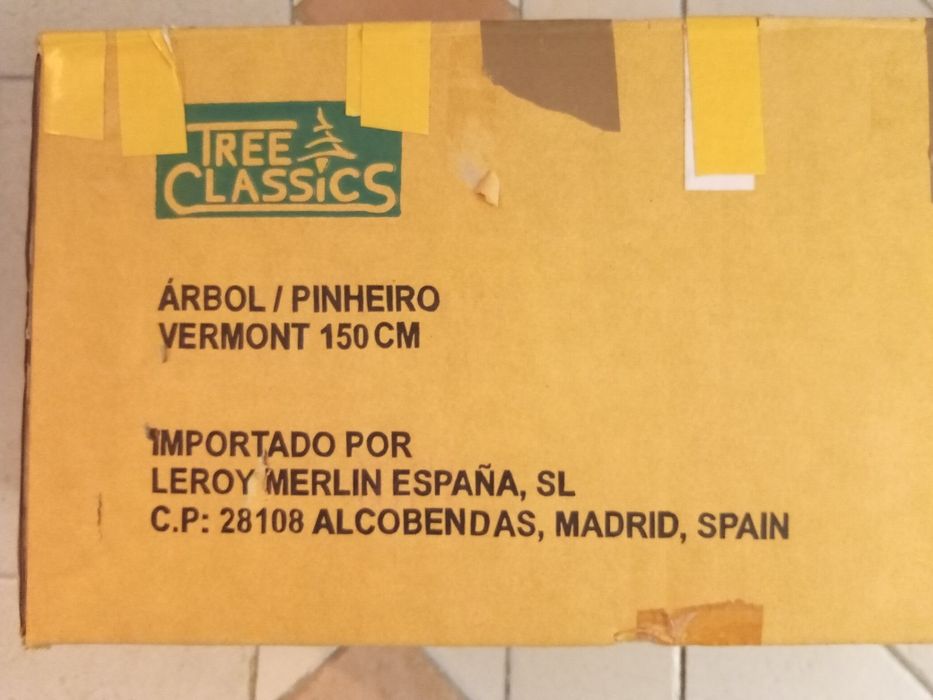 TREE
CLASSICS
ÁRBOL / PINHEIRO
VERMONT 150 CM
IMPORTADO POR
LEROY MERLIN ESPAÑA, SL
C.P: 28108 ALCOBENDAS, MADRID, SPAIN